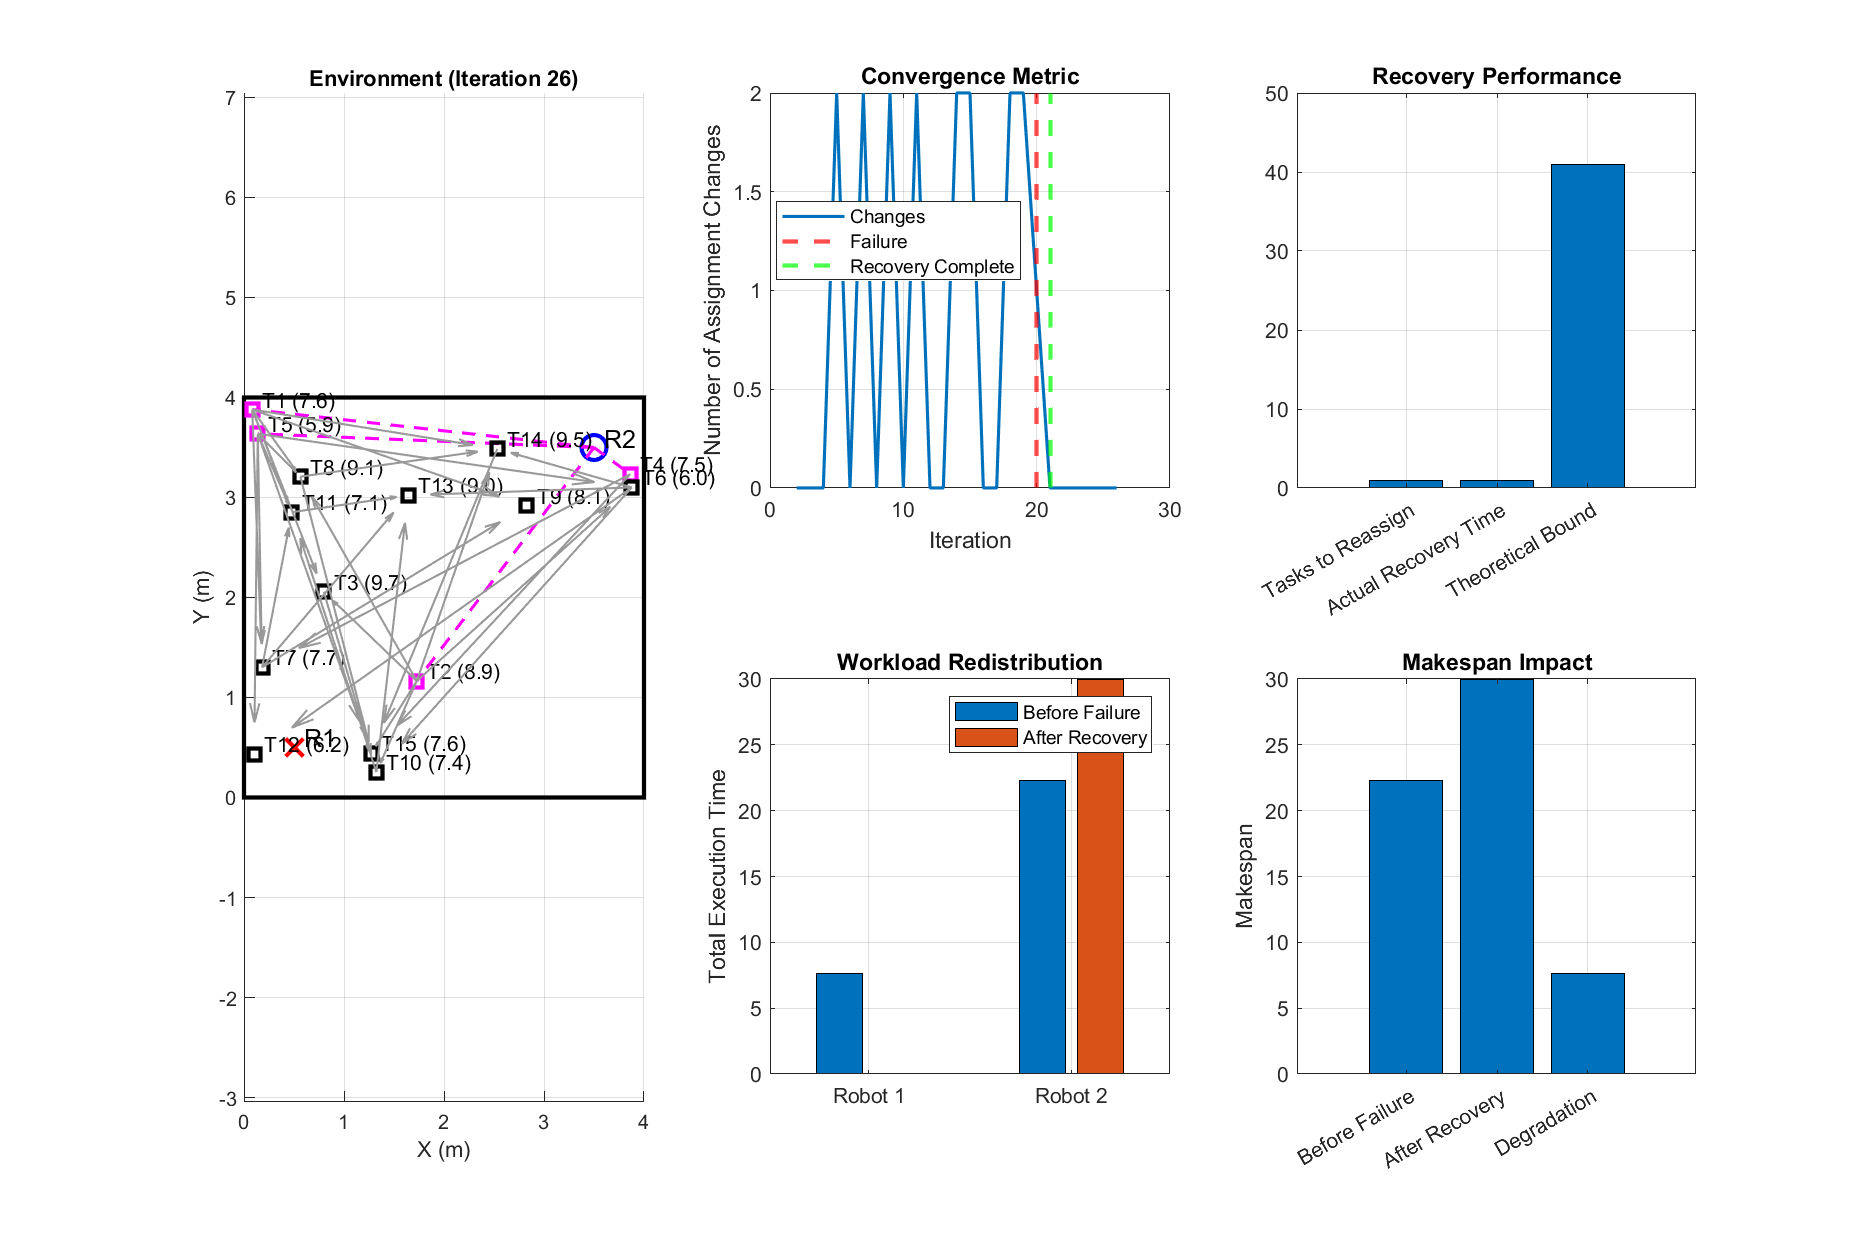 Environment (Iteration 26)
7
6
5
4
3
2
1
0
-1
-2
-3
0
1
2
3
4
X (m)
Y (m)
T1 (7.6)
T5 (5.9)
T14 (9.5)
R2
T4 (7.5)
T6 (6.0)
T8 (9.1)
T13 (9.0)
T9 (8.1)
T11 (7.1)
T3 (9.7)
T7 (7.7)
T2 (8.9)
R1
T12 (6.2)
T15 (7.6)
T10 (7.4)
Convergence Metric
2
1.5
1
0.5
0
0
10
20
30
Iteration
Number of Assignment Changes
Changes
Failure
Recovery Complete
Recovery Performance
50
40
30
20
10
0
Tasks to Reassign
Actual Recovery Time
Theoretical Bound
Workload Redistribution
30
25
20
15
10
5
0
Total Execution Time
Robot 1
Robot 2
Before Failure
After Recovery
Makespan Impact
30
25
20
15
10
5
0
Makespan
Before Failure
After Recovery
Degradation